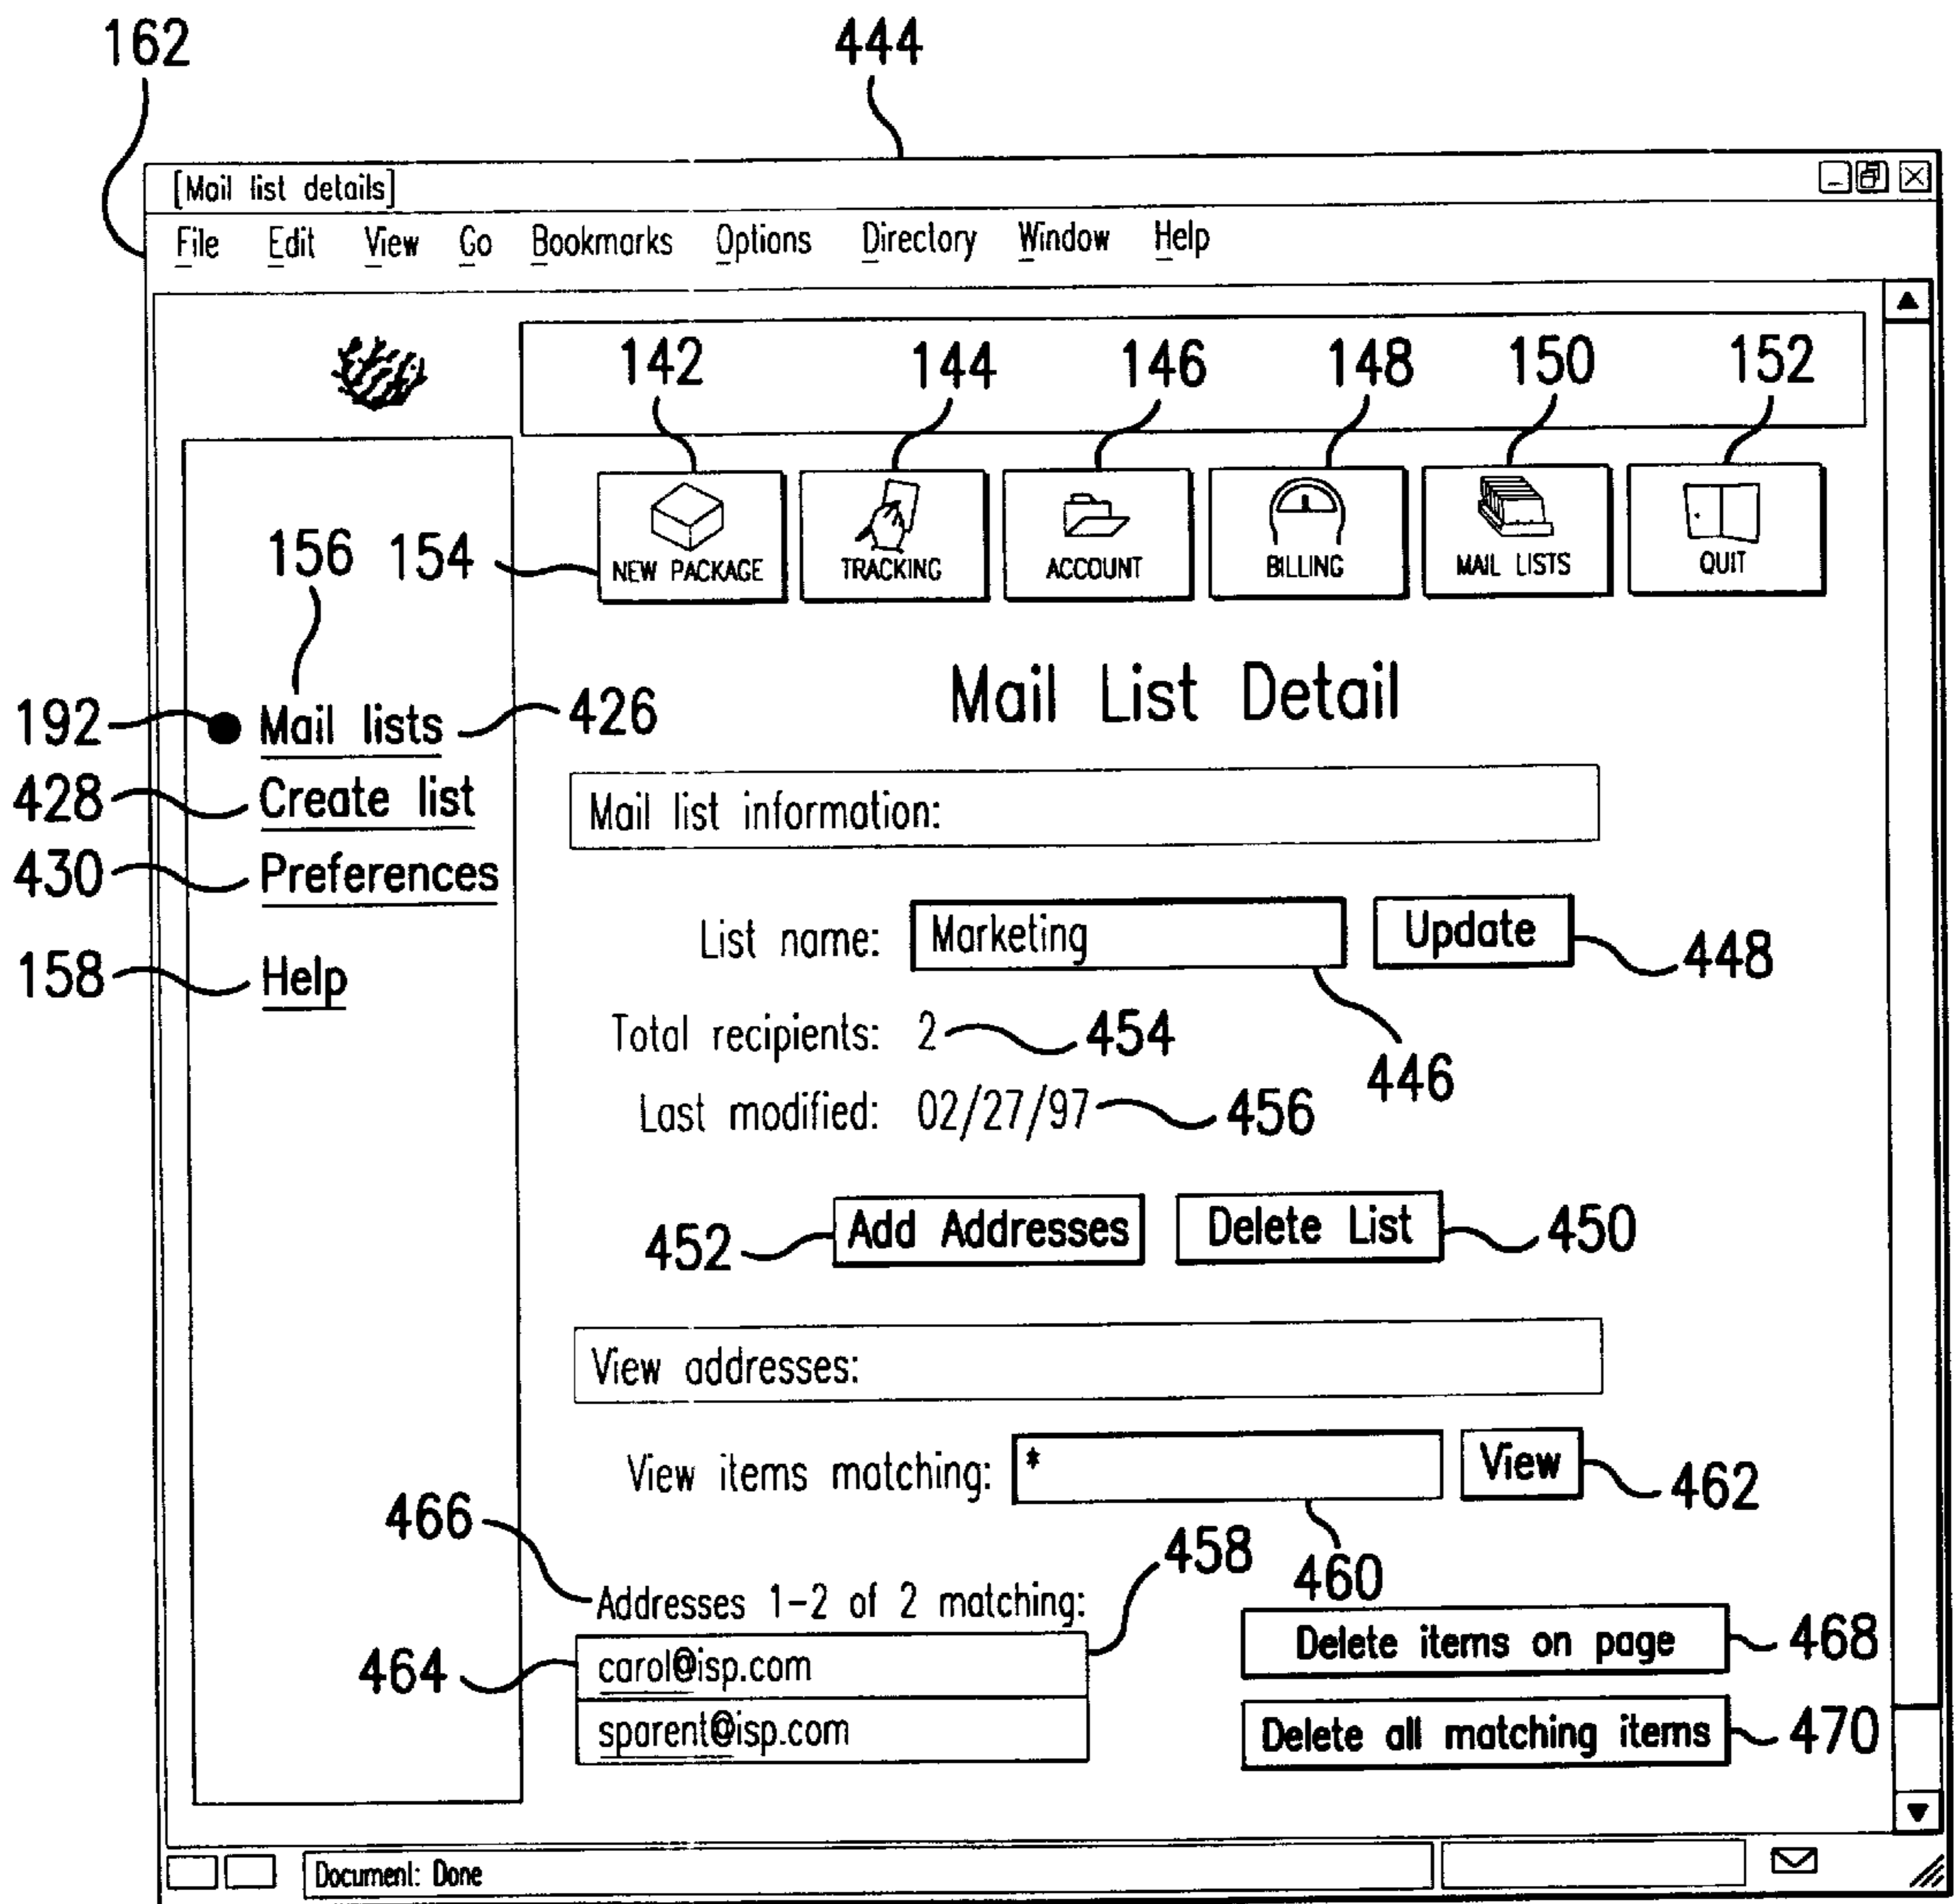 162 444
[Mail list details]
File Edit View Go Bookmarks Options Directory Window Help
142 144 146 148 150 152
156 154 NEW PACKAGE TRACKING ACCOUNT BILLING MAIL LISTS QUIT
Mail List Detail
192 Mail lists 426
428 Create list
430 Preferences
158 Help
Mail list information:
List name: Marketing Update 448
Total recipients: 2 454
446
Last modified: 02/27/97 456
452 Add Addresses Delete List 450
View addresses:
View items matching: * View 462
466 458 460
Addresses 1-2 of 2 matching:
464 carol@isp.com Delete items on page 468
sparent@isp.com Delete all matching items 470
Document: Done